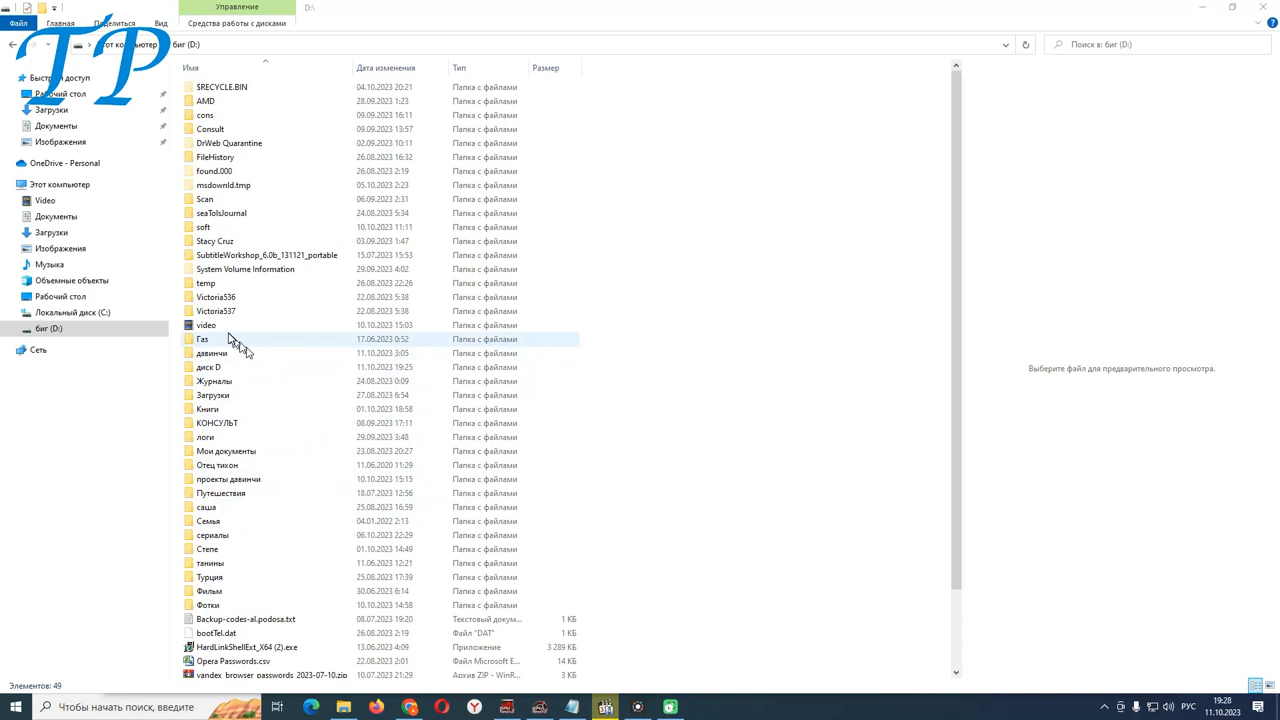 Управление
D:\
Файл
Главная
Поделиться
Вид
Средства работы с дисками
ТР
Этот компьютер
биг (D:)
Поиск в: биг (D:)
Имя
Дата изменения
Тип
Размер
Быстрый доступ
Рабочий стол
Загрузки
Документы
Изображения
OneDrive - Personal
Этот компьютер
Video
Документы
Загрузки
Изображения
Музыка
Объемные объекты
Рабочий стол
Локальный диск (C:)
биг (D:)
Сеть
$RECYCLE.BIN 04.10.2023 20:21 Папка с файлами
AMD 28.09.2023 1:23 Папка с файлами
cons 09.09.2023 16:11 Папка с файлами
Consult 09.09.2023 13:57 Папка с файлами
DrWeb Quarantine 02.09.2023 10:11 Папка с файлами
FileHistory 26.08.2023 16:32 Папка с файлами
found.000 26.08.2023 2:19 Папка с файлами
msdownld.tmp 05.10.2023 2:23 Папка с файлами
Scan 06.09.2023 2:31 Папка с файлами
seaTolsJournal 24.08.2023 5:34 Папка с файлами
soft 10.10.2023 11:11 Папка с файлами
Stacy Cruz 03.09.2023 1:47 Папка с файлами
SubtitleWorkshop_6.0b_131121_portable 15.07.2023 15:53 Папка с файлами
System Volume Information 29.09.2023 4:02 Папка с файлами
temp 26.08.2023 22:26 Папка с файлами
Victoria536 22.08.2023 5:38 Папка с файлами
Victoria537 22.08.2023 5:38 Папка с файлами
video 10.10.2023 15:03 Папка с файлами
Газ 17.06.2023 0:52 Папка с файлами
давинчи 11.10.2023 3:05 Папка с файлами
диск D 11.10.2023 19:25 Папка с файлами
Журналы 24.08.2023 0:09 Папка с файлами
Загрузки 27.08.2023 6:54 Папка с файлами
Книги 01.10.2023 18:58 Папка с файлами
КОНСУЛЬТ 08.09.2023 17:11 Папка с файлами
логи 29.09.2023 3:48 Папка с файлами
Мои документы 23.08.2023 20:27 Папка с файлами
Отец тихон 11.06.2020 11:29 Папка с файлами
проекты давинчи 10.10.2023 15:15 Папка с файлами
Путешествия 18.07.2023 12:56 Папка с файлами
саша 25.08.2023 16:59 Папка с файлами
Семья 04.01.2022 2:13 Папка с файлами
сериалы 06.10.2023 22:29 Папка с файлами
Степе 01.10.2023 14:49 Папка с файлами
танины 11.06.2023 12:21 Папка с файлами
Турция 25.08.2023 17:39 Папка с файлами
Фильм 30.06.2023 6:14 Папка с файлами
Фотки 10.10.2023 14:58 Папка с файлами
Backup-codes-al.podosa.txt 08.07.2023 19:20 Текстовый докум... 1 КБ
bootTel.dat 26.08.2023 2:19 Файл "DAT" 1 КБ
HardLinkShellExt_X64 (2).exe 13.06.2023 4:09 Приложение 3 289 КБ
Opera Passwords.csv 22.08.2023 2:01 Файл Microsoft E... 14 КБ
yandex_browser_passwords_2023-07-10.zip 10.07.2023 21:29 Архив ZIP - WinR... 3 КБ
Выберите файл для предварительного просмотра.
Элементов: 49
Чтобы начать поиск, введите
РУС
19:28
11.10.2023